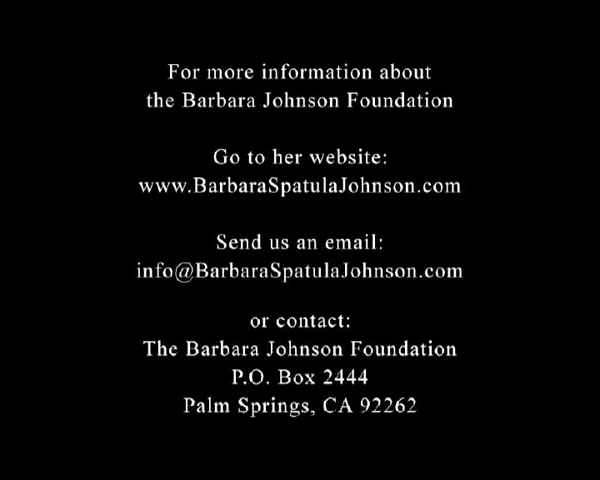 For more information about
the Barbara Johnson Foundation
Go to her website:
www.BarbaraSpatulaJohnson.com
Send us an email:
info@BarbaraSpatulaJohnson.com
or contact:
The Barbara Johnson Foundation
P.O. Box 2444
Palm Springs, CA 92262